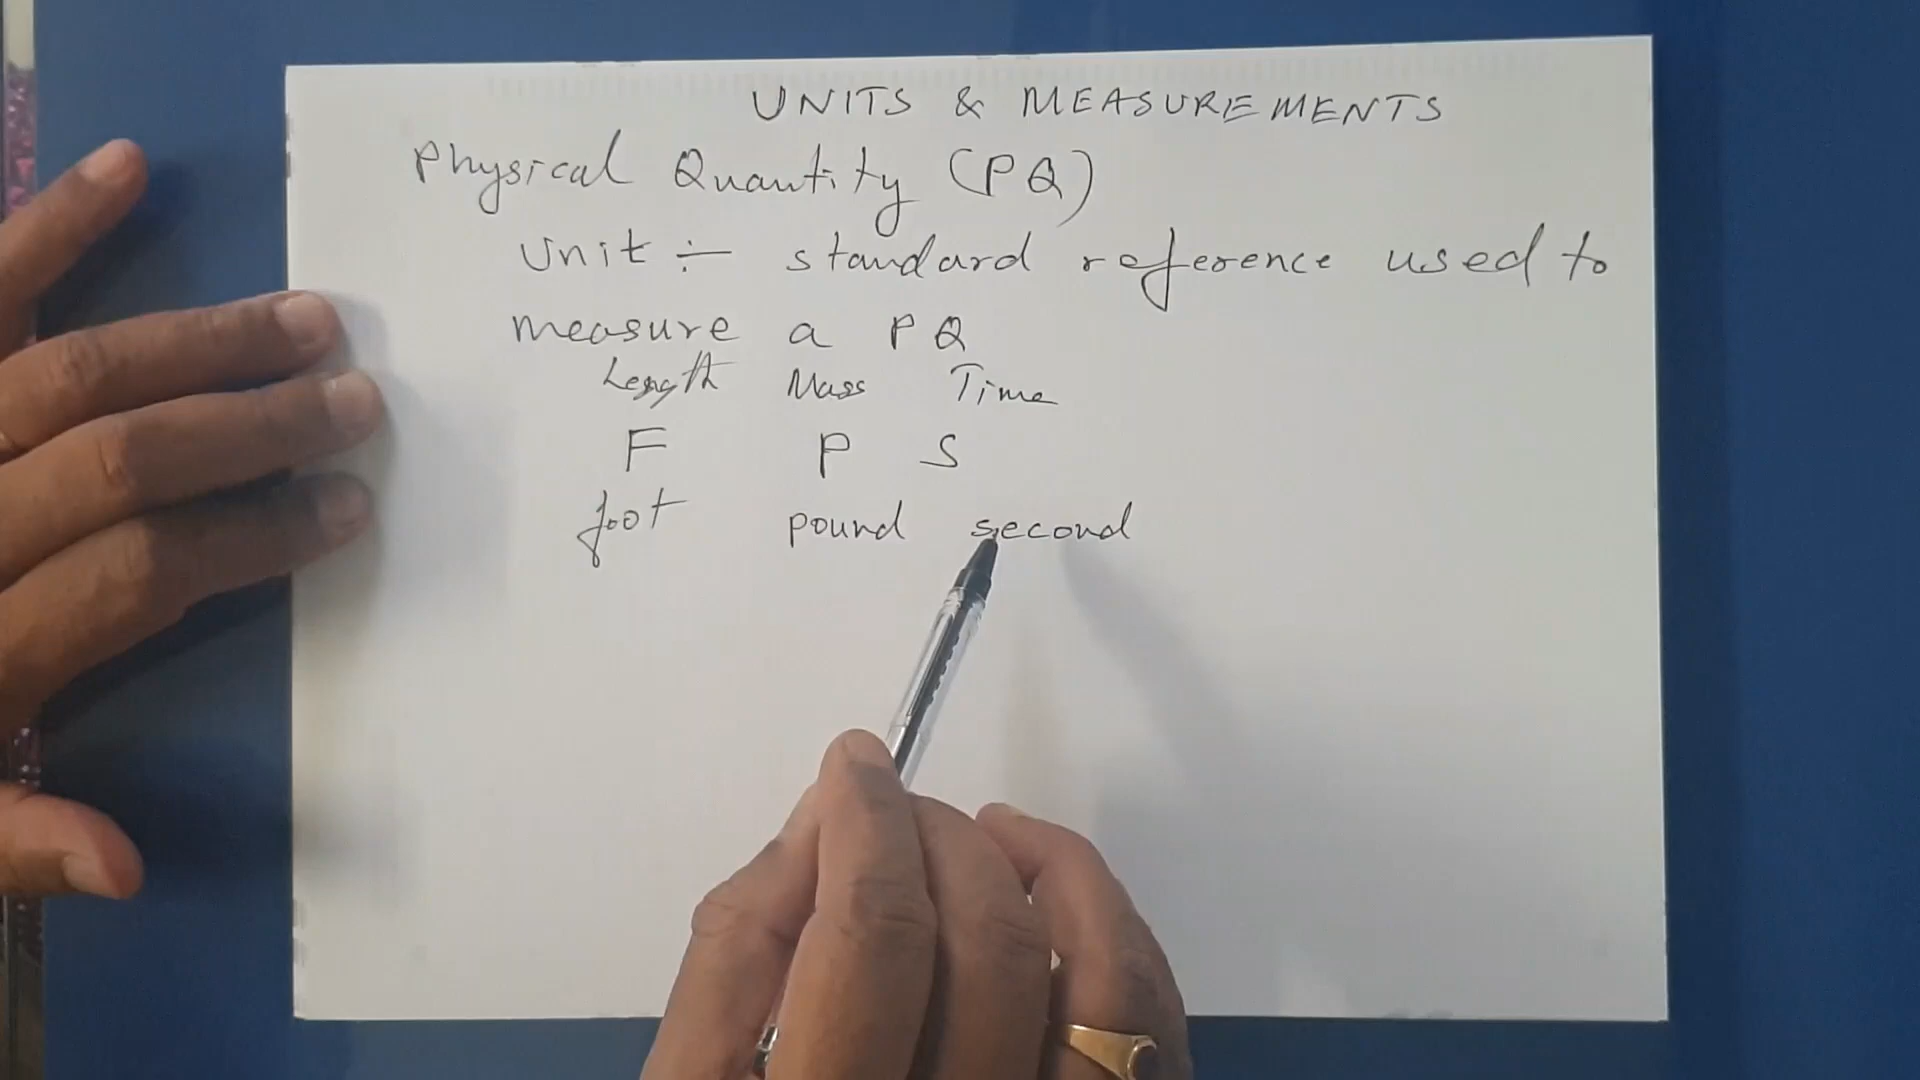 UNITS & MEASUREMENTS
Physical Quantity (PQ)
Unit ÷ standard reference used to
measure a PQ
Length Mass Time
F P S
foot pound second